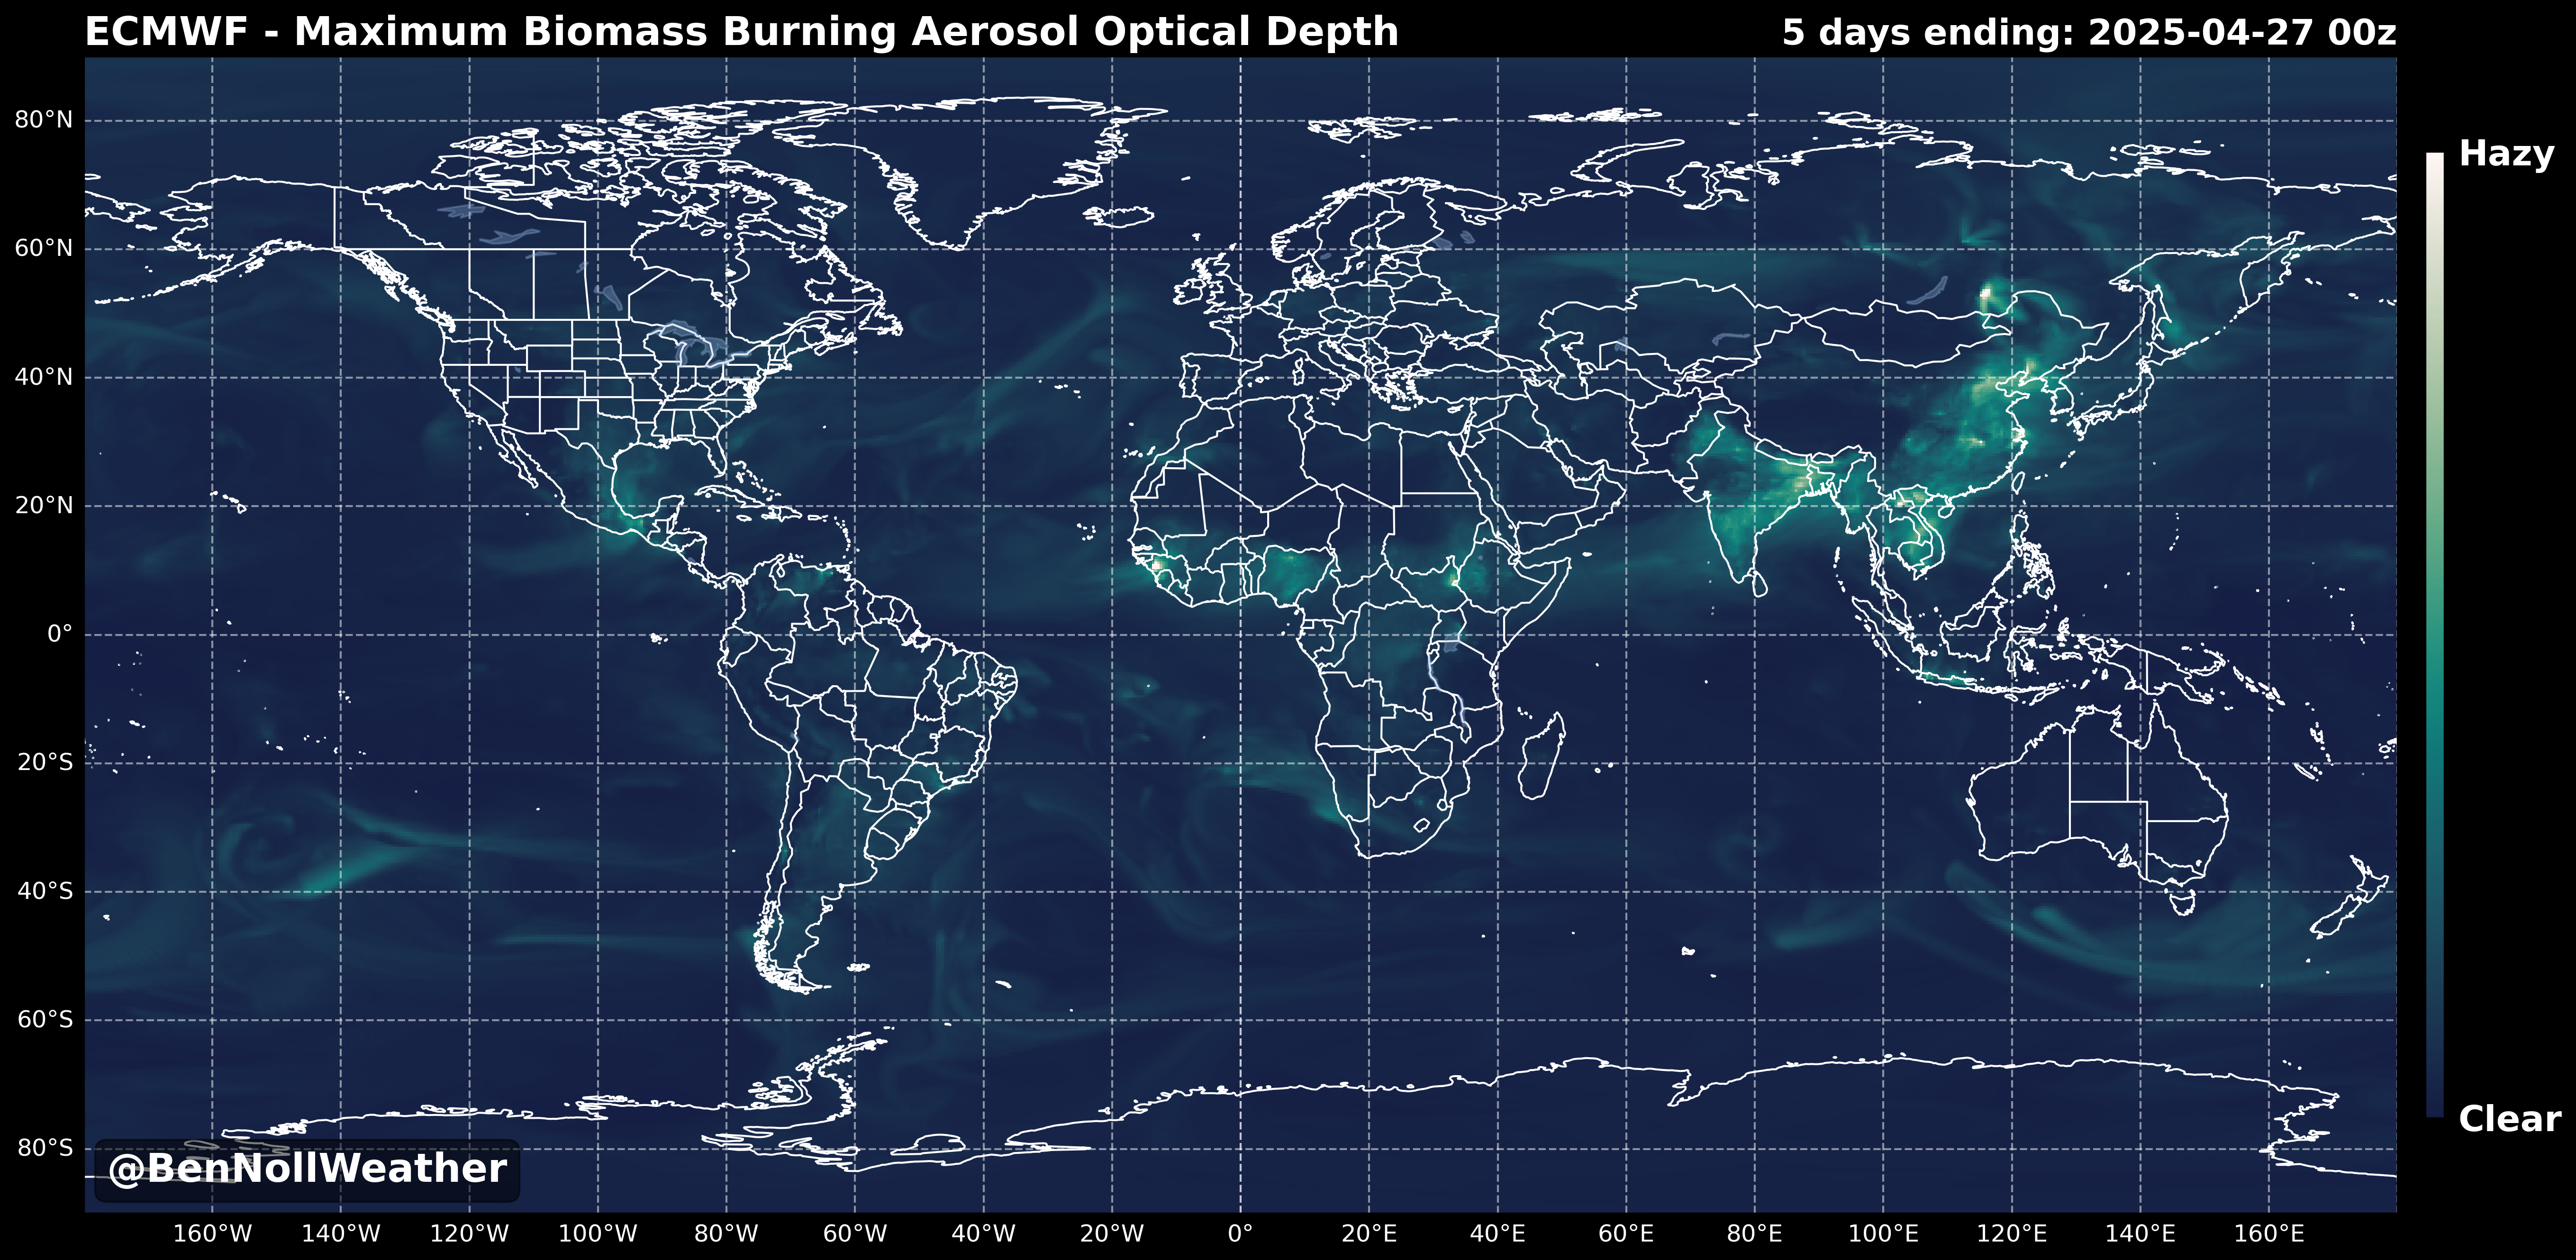 ECMWF - Maximum Biomass Burning Aerosol Optical Depth
5 days ending: 2025-04-27 00z
Hazy
80°N
60°N
40°N
20°N
0°
20°S
40°S
60°S
80°S
Clear
@BenNollWeather
160°W 140°W 120°W 100°W 80°W 60°W 40°W 20°W 0° 20°E 40°E 60°E 80°E 100°E 120°E 140°E 160°E